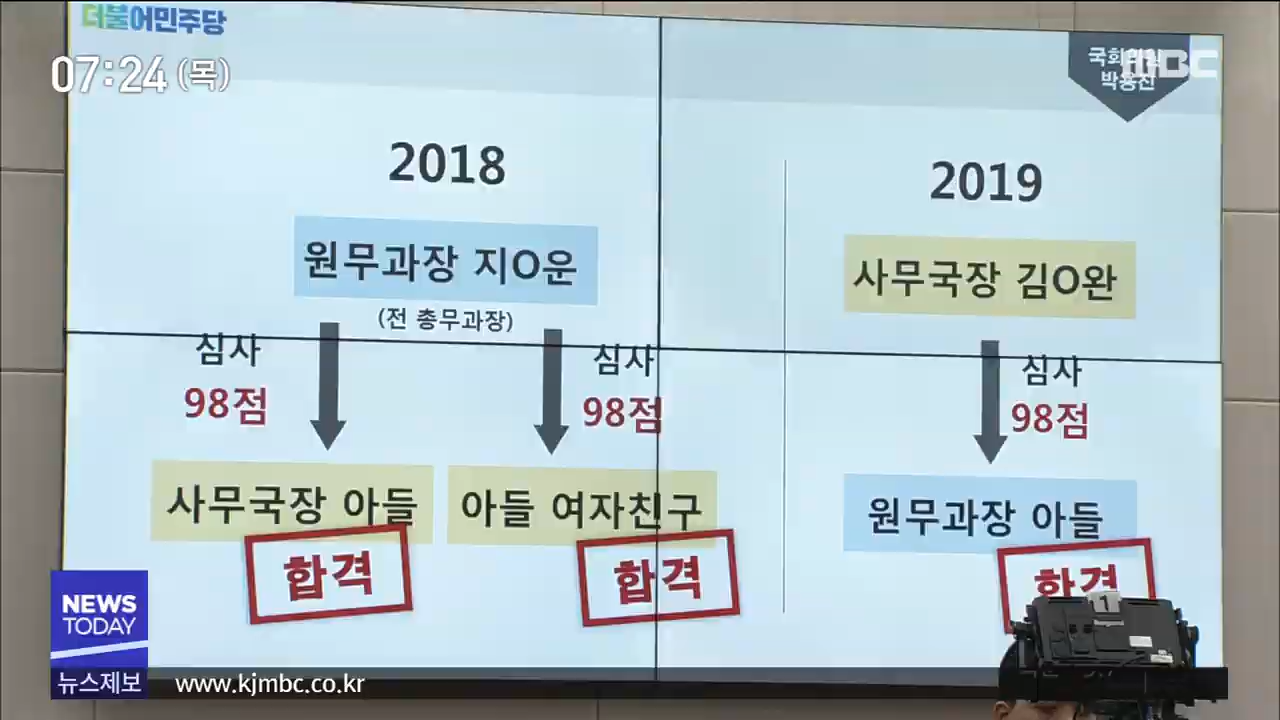 더불어민주당
07:24 (목)
국회의원
박용진
MBC
2018
2019
원무과장 지O운
(전 총무과장)
사무국장 김O완
심사
98점
심사
98점
심사
98점
사무국장 아들
아들 여자친구
원무과장 아들
합격
합격
합격
1
NEWS
TODAY
뉴스제보
www.kjmbc.co.kr